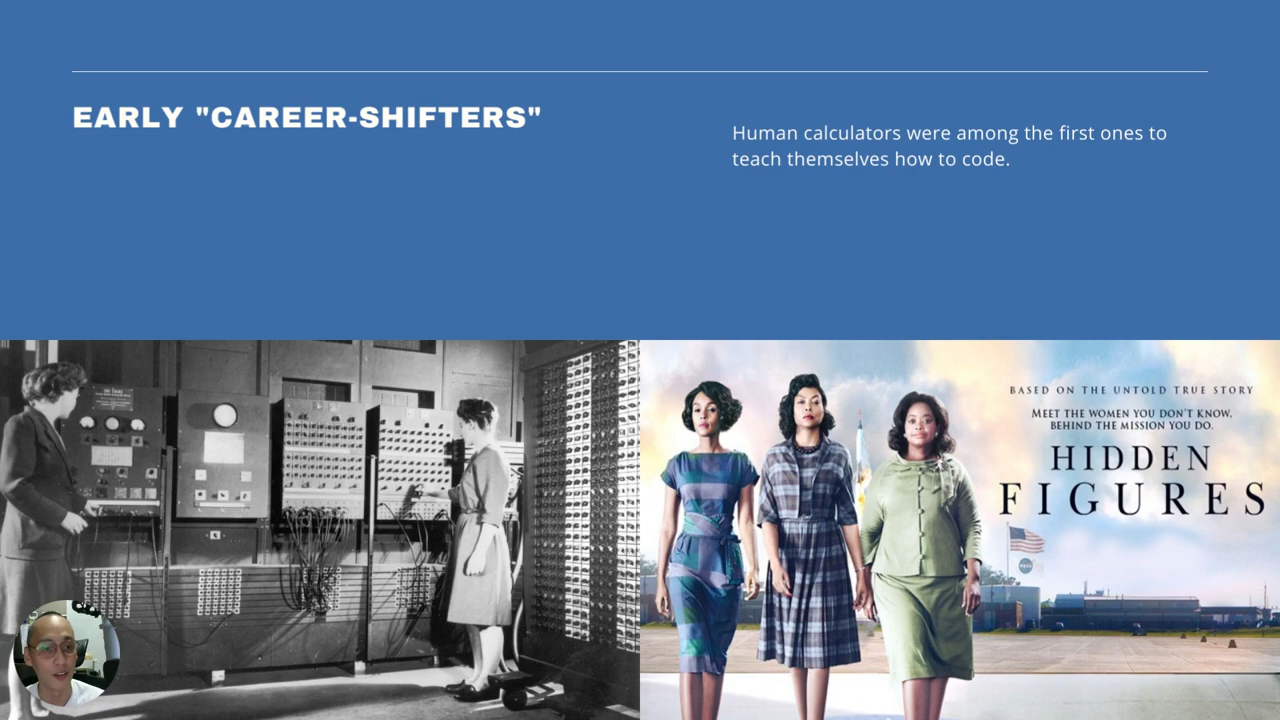 EARLY "CAREER-SHIFTERS"
Human calculators were among the first ones to
teach themselves how to code.
BASED ON THE UNTOLD TRUE STORY
MEET THE WOMEN YOU DON'T KNOW,
BEHIND THE MISSION YOU DO.
HIDDEN
FIGURES